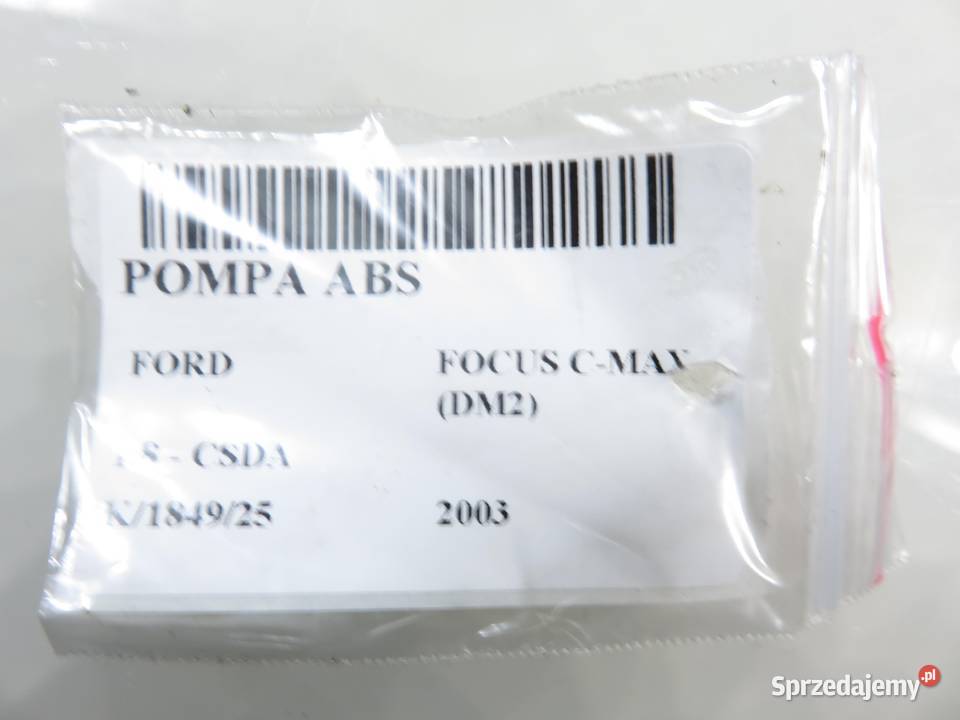 POMPA ABS
FORD FOCUS C-MAX
(DM2)
- CSDA
K/1849/25 2003
Sprzedajemy.pl